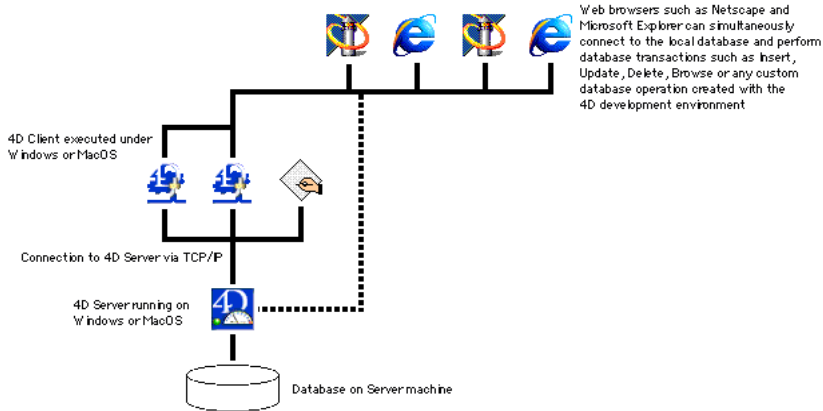 Web browsers such as Netscape and
Microsoft Explorer can simultaneously
connect to the local database and perform
database transactions such as Insert,
Update, Delete, Browse or any custom
database operation created with the
4D development environment
4D Client executed under
Windows or MacOS
Connection to 4D Server via TCP/IP
4D Server running on
Windows or MacOS
4D
Database on Server machine